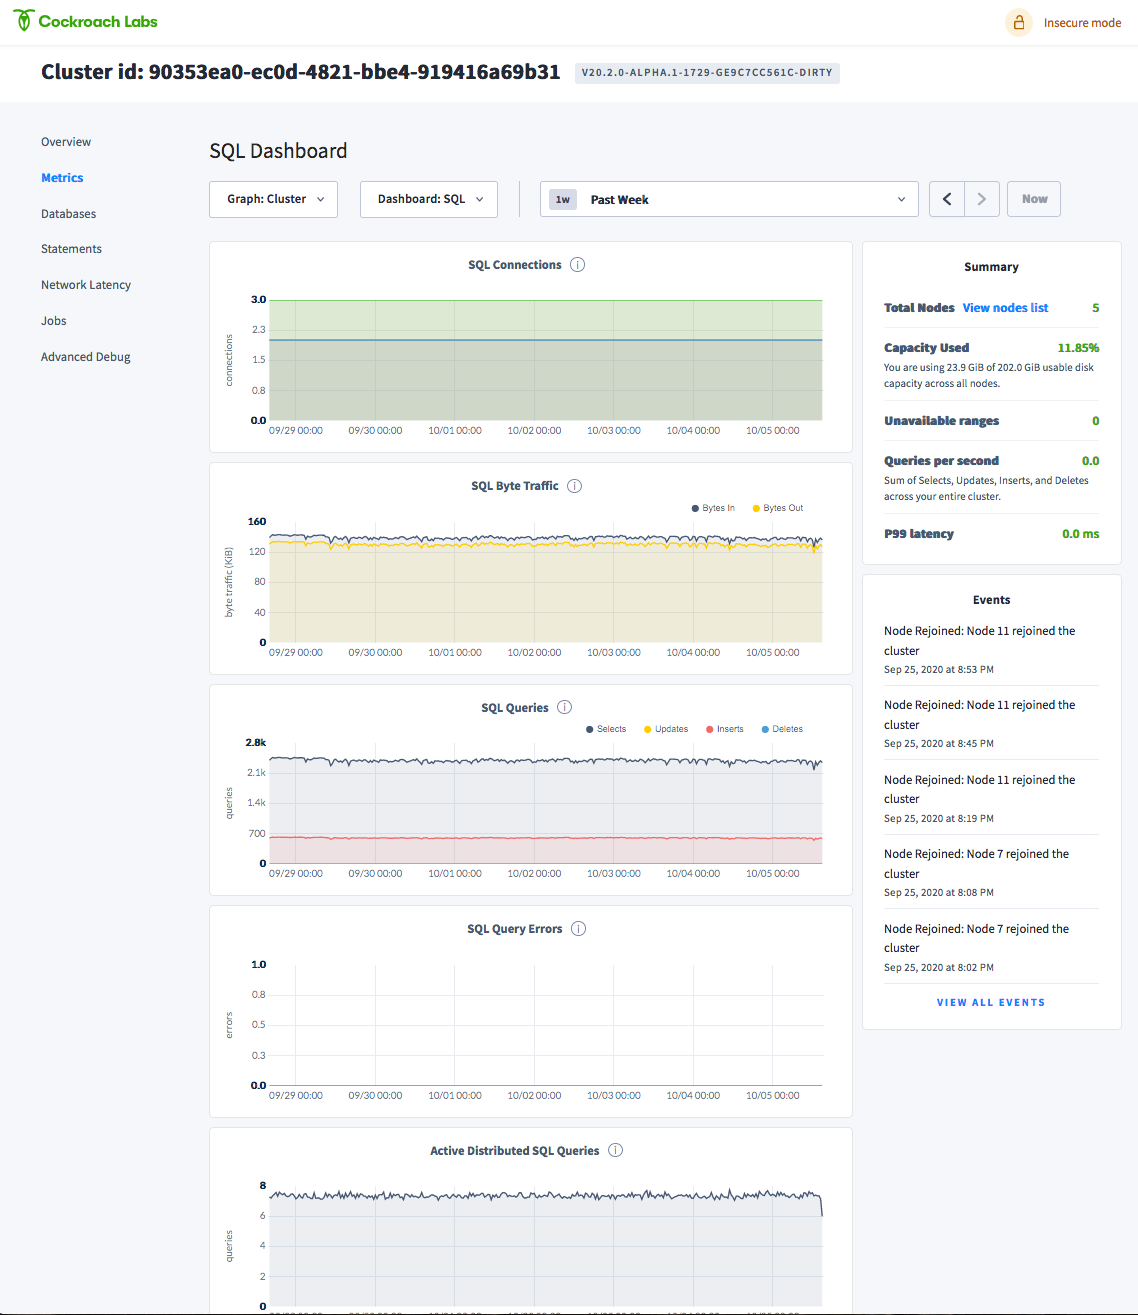 Cockroach Labs
Insecure mode
Cluster id: 90353ea0-ec0d-4821-bbe4-919416a69b31
V20.2.0-ALPHA.1-1729-GE9C7CC561C-DIRTY
Overview
Metrics
Databases
Statements
Network Latency
Jobs
Advanced Debug
SQL Dashboard
Graph: Cluster
Dashboard: SQL
1w Past Week
Now
SQL Connections
connections
3.0
2.3
1.5
0.8
0.0
09/29 00:00 09/30 00:00 10/01 00:00 10/02 00:00 10/03 00:00 10/04 00:00 10/05 00:00
SQL Byte Traffic
Bytes In Bytes Out
byte traffic (KiB)
160
120
80
40
0
09/29 00:00 09/30 00:00 10/01 00:00 10/02 00:00 10/03 00:00 10/04 00:00 10/05 00:00
SQL Queries
Selects Updates Inserts Deletes
queries
2.8k
2.1k
1.4k
700
0
09/29 00:00 09/30 00:00 10/01 00:00 10/02 00:00 10/03 00:00 10/04 00:00 10/05 00:00
SQL Query Errors
errors
1.0
0.8
0.5
0.3
0.0
09/29 00:00 09/30 00:00 10/01 00:00 10/02 00:00 10/03 00:00 10/04 00:00 10/05 00:00
Active Distributed SQL Queries
queries
8
6
4
2
0
Summary
Total Nodes View nodes list 5
Capacity Used 11.85%
You are using 23.9 GiB of 202.0 GiB usable disk
capacity across all nodes.
Unavailable ranges 0
Queries per second 0.0
Sum of Selects, Updates, Inserts, and Deletes
across your entire cluster.
P99 latency 0.0 ms
Events
Node Rejoined: Node 11 rejoined the
cluster
Sep 25, 2020 at 8:53 PM
Node Rejoined: Node 11 rejoined the
cluster
Sep 25, 2020 at 8:45 PM
Node Rejoined: Node 11 rejoined the
cluster
Sep 25, 2020 at 8:19 PM
Node Rejoined: Node 7 rejoined the
cluster
Sep 25, 2020 at 8:08 PM
Node Rejoined: Node 7 rejoined the
cluster
Sep 25, 2020 at 8:02 PM
VIEW ALL EVENTS